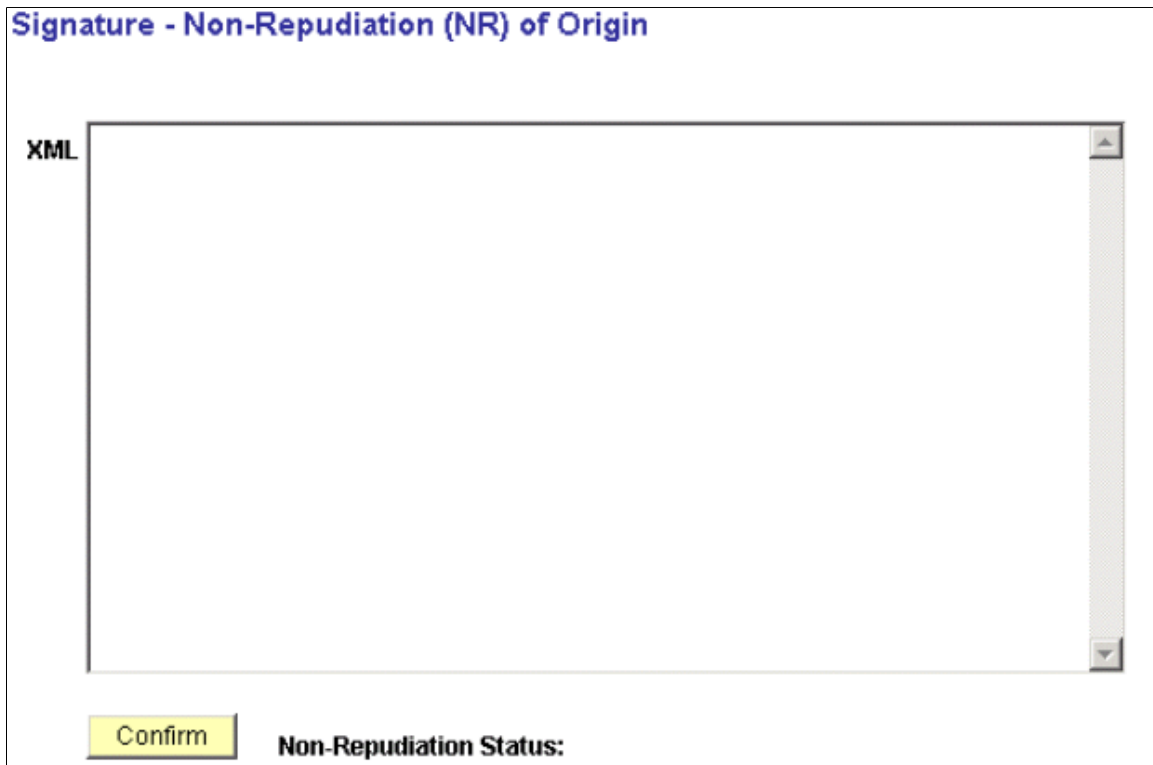 Signature - Non-Repudiation (NR) of Origin
XML
Confirm
Non-Repudiation Status: